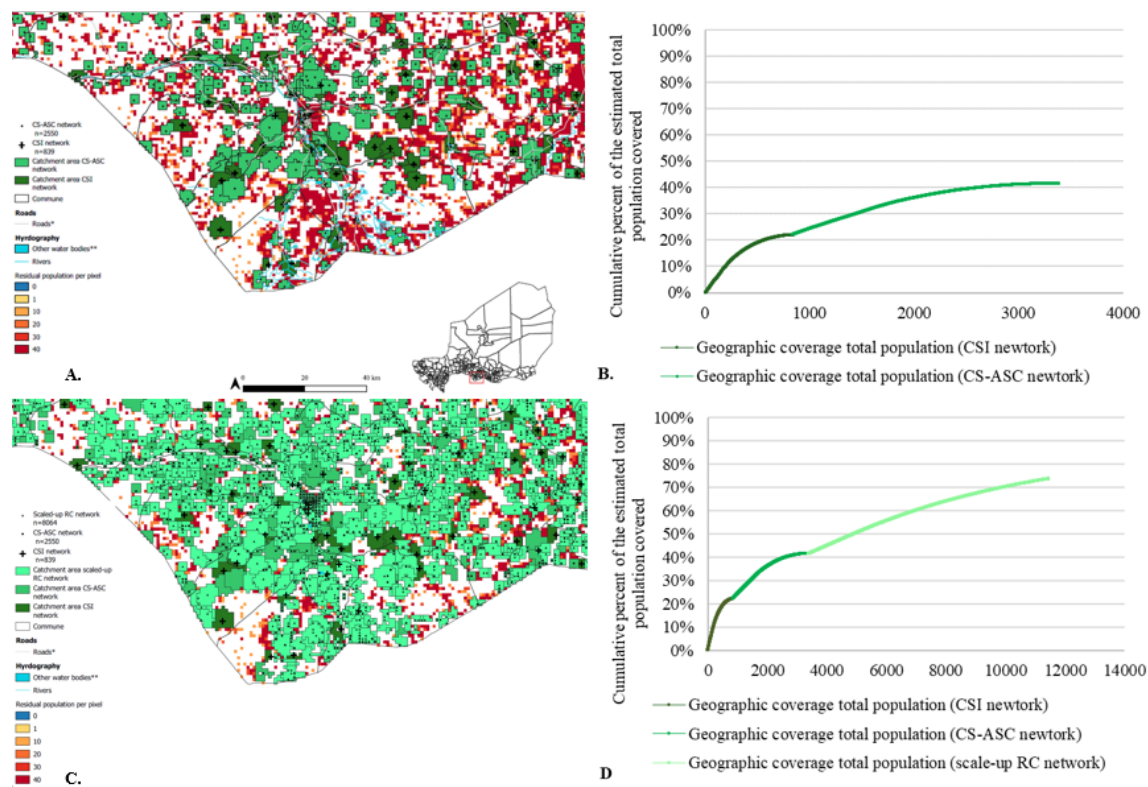 CS-ASC network
n=2550
CSI network
n=839
Catchment area CS-ASC
network
Catchment area CSI
network
Commune
Roads
Roads*
Hyrdography
Other water bodies**
Rivers
Residual population per pixel
0
1
10
20
30
40
A.
0 20 40 km
Cumulative percent of the estimated total
population covered
100%
90%
80%
70%
60%
50%
40%
30%
20%
10%
0%
0 1000 2000 3000 4000
Geographic coverage total population (CSI newtork)
Geographic coverage total population (CS-ASC newtork)
B.
Scaled-up RC network
n=8064
CS-ASC network
n=2550
CSI network
n=839
Catchment area scaled-up
RC network
Catchment area CS-ASC
network
Catchment area CSI
network
Commune
Roads
Roads*
Hyrdography
Other water bodies**
Rivers
Residual population per pixel
0
1
10
20
30
40
C.
Cumulative percent of the estimated total
population covered
100%
90%
80%
70%
60%
50%
40%
30%
20%
10%
0%
0 2000 4000 6000 8000 10000 12000 14000
Geographic coverage total population (CSI newtork)
Geographic coverage total population (CS-ASC newtork)
Geographic coverage total population (scale-up RC network)
D